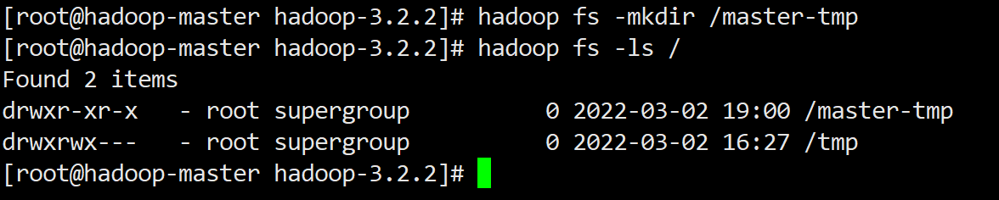 [root@hadoop-master hadoop-3.2.2]# hadoop fs -mkdir /master-tmp
[root@hadoop-master hadoop-3.2.2]# hadoop fs -ls /
Found 2 items
drwxr-xr-x   - root supergroup          0 2022-03-02 19:00 /master-tmp
drwxrwx---   - root supergroup          0 2022-03-02 16:27 /tmp
[root@hadoop-master hadoop-3.2.2]#